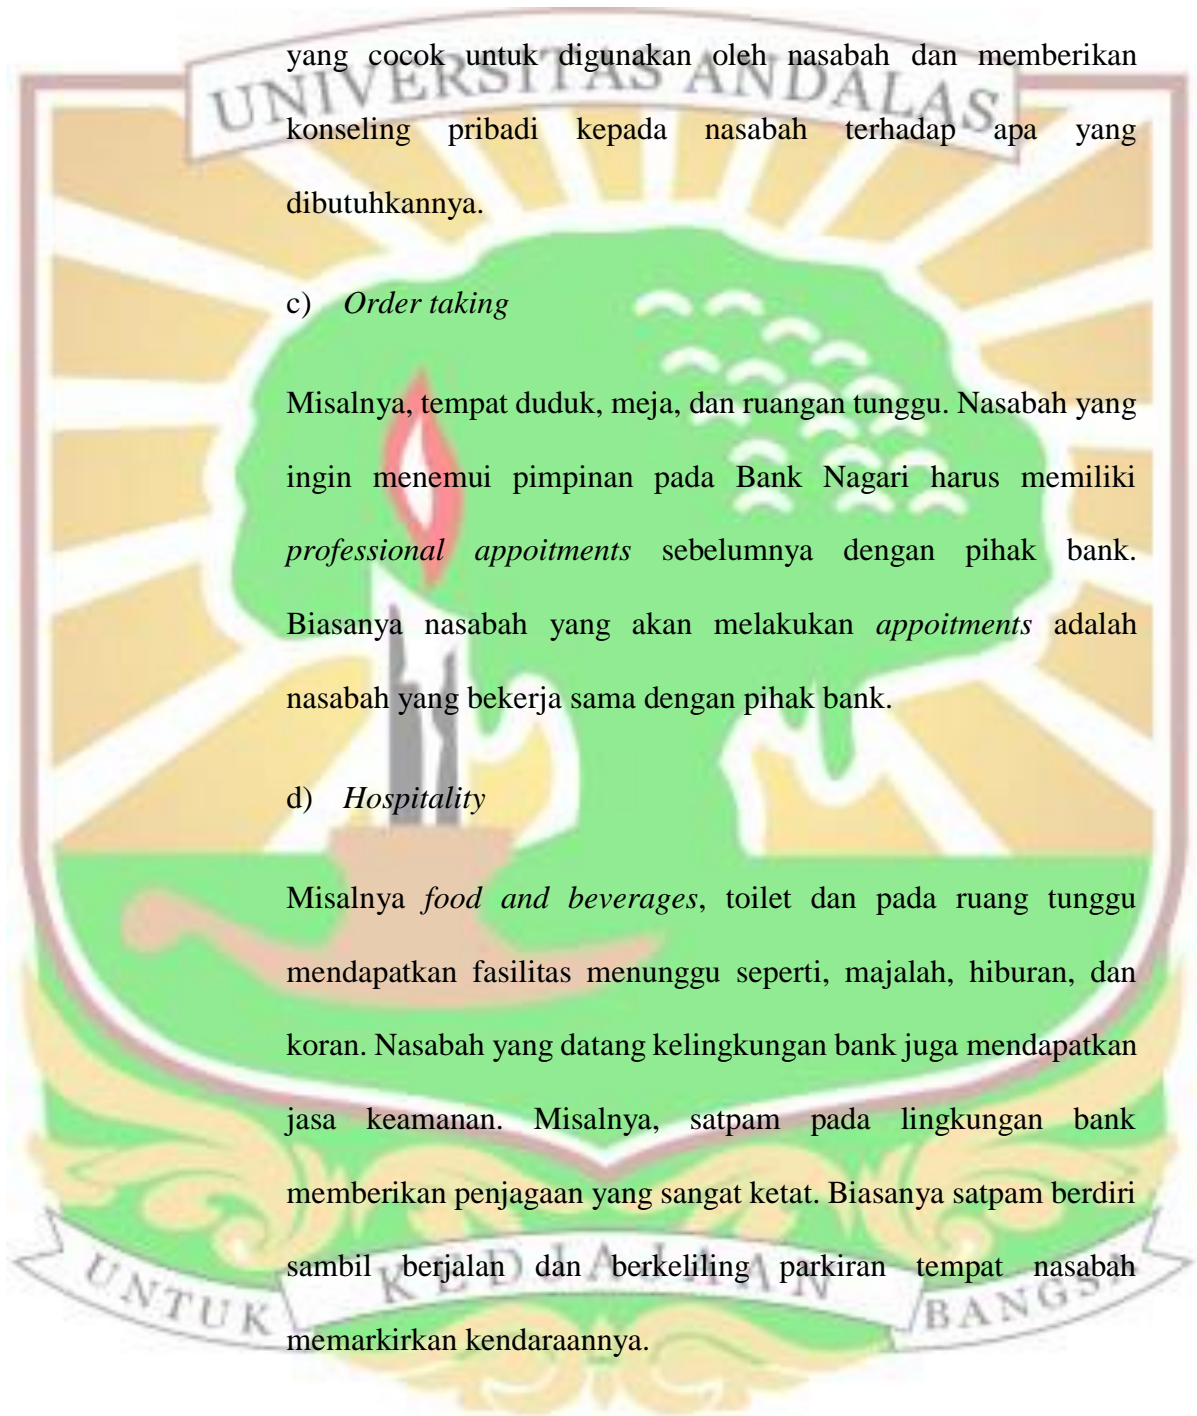 yang cocok untuk digunakan oleh nasabah dan memberikan
UNIVERSITAS ANDALAS
konseling pribadi kepada nasabah terhadap apa yang
dibutuhkannya.
c) Order taking
Misalnya, tempat duduk, meja, dan ruangan tunggu. Nasabah yang
ingin menemui pimpinan pada Bank Nagari harus memiliki
professional appoitments sebelumnya dengan pihak bank.
Biasanya nasabah yang akan melakukan appoitments adalah
nasabah yang bekerja sama dengan pihak bank.
d) Hospitality
Misalnya food and beverages, toilet dan pada ruang tunggu
mendapatkan fasilitas menunggu seperti, majalah, hiburan, dan
koran. Nasabah yang datang kelingkungan bank juga mendapatkan
jasa keamanan. Misalnya, satpam pada lingkungan bank
memberikan penjagaan yang sangat ketat. Biasanya satpam berdiri
sambil berjalan dan berkeliling parkiran tempat nasabah
UNTUK KEDJAJAAN BANGSA
memarkirkan kendaraannya.